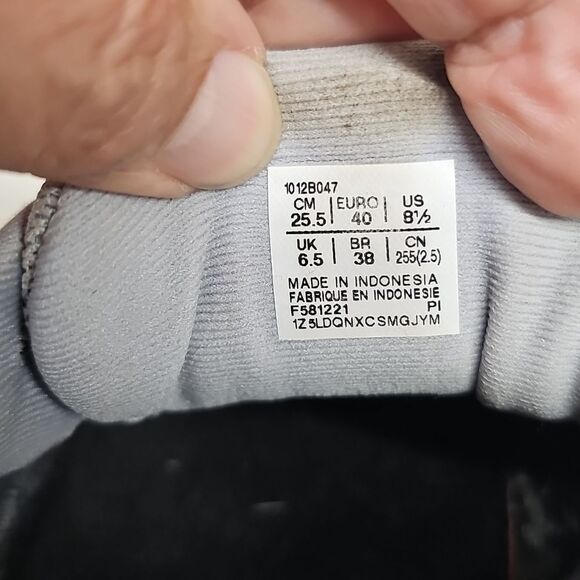 1012B047
CM EURO US
25.5 40 8½
UK BR CN
6.5 38 255(2.5)
MADE IN INDONESIA
FABRIQUE EN INDONESIE
F581221 PI
1Z5LDQNXCSMGJYM